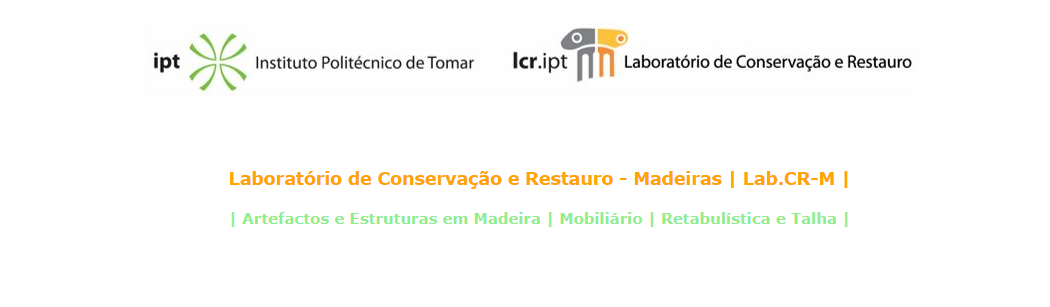 ipt Instituto Politécnico de Tomar lcr.ipt Laboratório de Conservação e Restauro
Laboratório de Conservação e Restauro - Madeiras | Lab.CR-M |
| Artefactos e Estruturas em Madeira | Mobiliário | Retabulística e Talha |